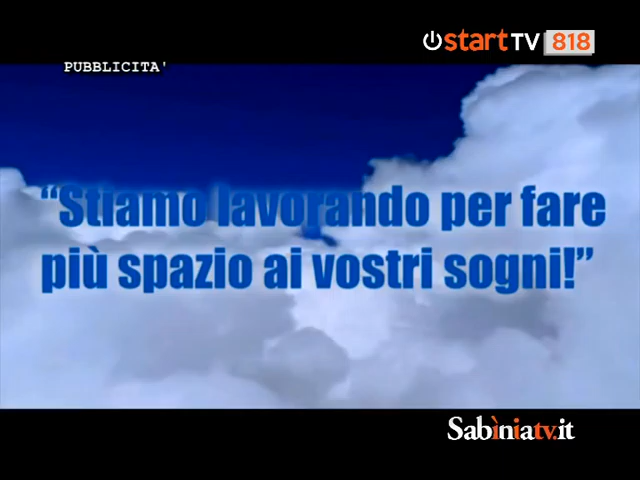 startTV 818
PUBBLICITA'
“Stiamo lavorando per fare
più spazio ai vostri sogni!”
Sabìniatv.it